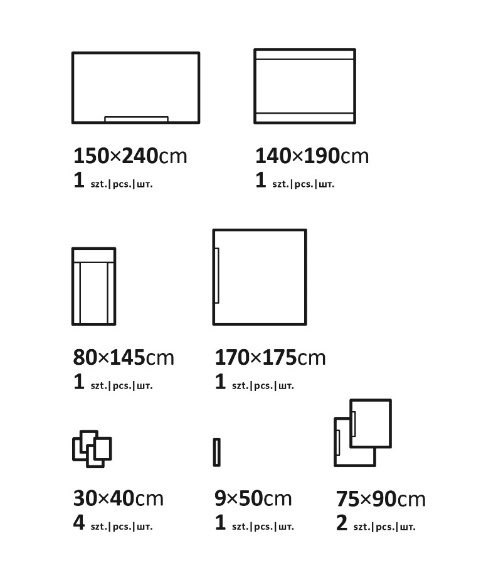 150×240cm
1 szt.|pcs.|шт.
140×190cm
1 szt.|pcs.|шт.
80×145cm
1 szt.|pcs.|шт.
170×175cm
1 szt.|pcs.|шт.
30×40cm
4 szt.|pcs.|шт.
9×50cm
1 szt.|pcs.|шт.
75×90cm
2 szt.|pcs.|шт.